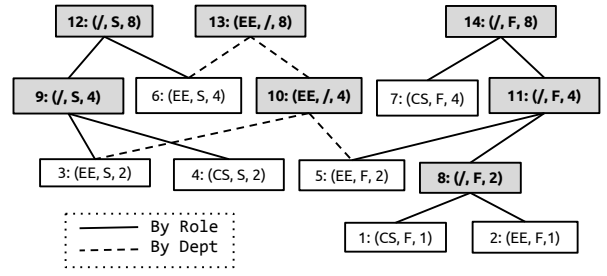 12: (/, S, 8) 13: (EE, /, 8) 14: (/, F, 8)
9: (/, S, 4) 6: (EE, S, 4) 10: (EE, /, 4) 7: (CS, F, 4) 11: (/, F, 4)
3: (EE, S, 2) 4: (CS, S, 2) 5: (EE, F, 2) 8: (/, F, 2)
1: (CS, F, 1) 2: (EE, F,1)
By Role
By Dept